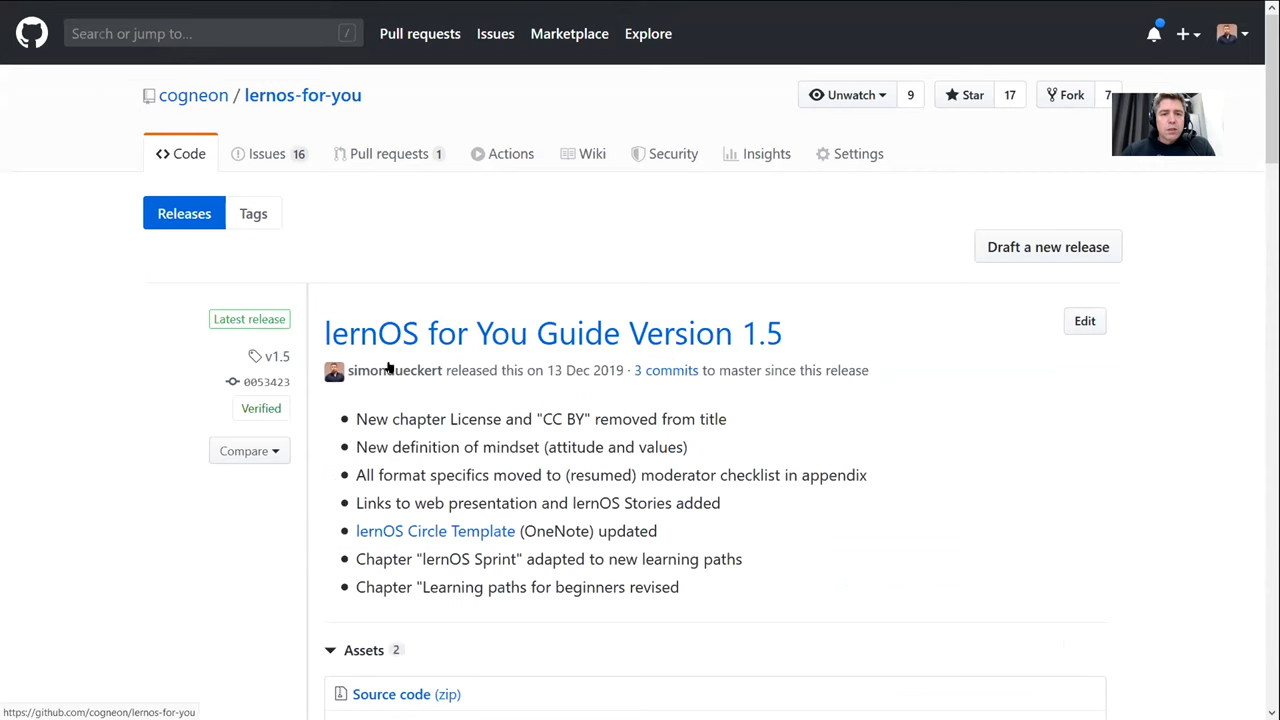 Search or jump to... /
Pull requests Issues Marketplace Explore
cogneon / lernos-for-you
Unwatch 9 Star 17 Fork 7
Code Issues 16 Pull requests 1 Actions Wiki Security Insights Settings
Releases Tags
Draft a new release
Latest release
v1.5
0053423
Verified
Compare
lernOS for You Guide Version 1.5
Edit
simondueckert released this on 13 Dec 2019 · 3 commits to master since this release
New chapter License and "CC BY" removed from title
New definition of mindset (attitude and values)
All format specifics moved to (resumed) moderator checklist in appendix
Links to web presentation and lernOS Stories added
lernOS Circle Template (OneNote) updated
Chapter "lernOS Sprint" adapted to new learning paths
Chapter "Learning paths for beginners revised
Assets 2
Source code (zip)
https://github.com/cogneon/lernos-for-you